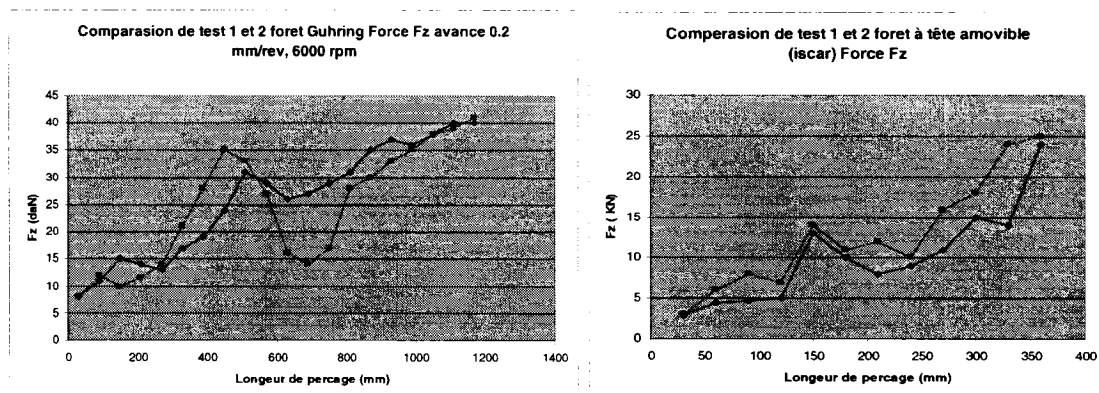 Comparasion de test 1 et 2 foret Guhring Force Fz avance 0.2
mm/rev, 6000 rpm
45
40
35
30
25
20
15
10
5
0
Fz (daN)
0 200 400 600 800 1000 1200 1400
Longeur de percage (mm)
Comperasion de test 1 et 2 foret à tête amovible
(iscar) Force Fz
30
25
20
15
10
5
0
Fz ( KN)
0 50 100 150 200 250 300 350 400
Longeur de percage (mm)